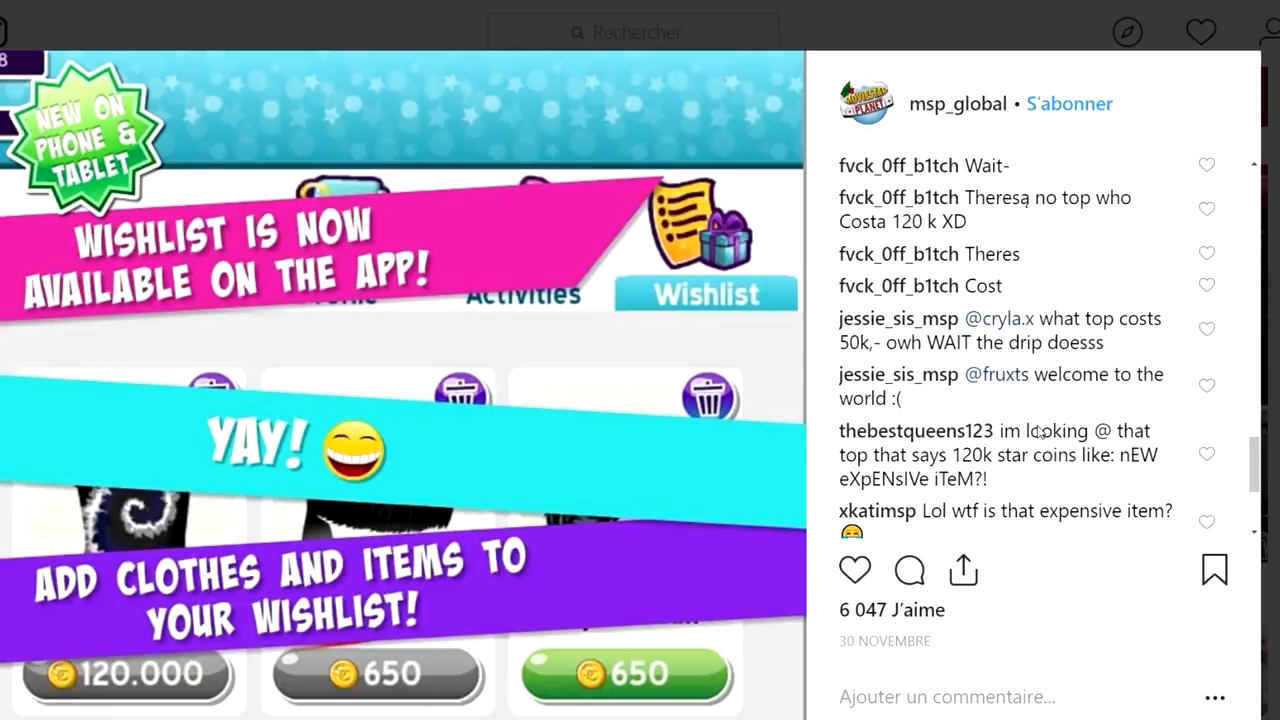 Rechercher
8
NEW ON
PHONE &
TABLET
WISHLIST IS NOW
AVAILABLE ON THE APP!
Activities
Wishlist
YAY! 😆
ADD CLOTHES AND ITEMS TO
YOUR WISHLIST!
120.000
650
650
MOVIESTAR
PLANET
msp_global • S'abonner
fvck_0ff_b1tch Wait-
fvck_0ff_b1tch Theresą no top who
Costa 120 k XD
fvck_0ff_b1tch Theres
fvck_0ff_b1tch Cost
jessie_sis_msp @cryla.x what top costs
50k,- owh WAIT the drip doesss
jessie_sis_msp @fruxts welcome to the
world :(
thebestqueens123 im looking @ that
top that says 120k star coins like: nEW
eXpENsIVe iTeM?!
xkatimsp Lol wtf is that expensive item?
6 047 J'aime
30 NOVEMBRE
Ajouter un commentaire...